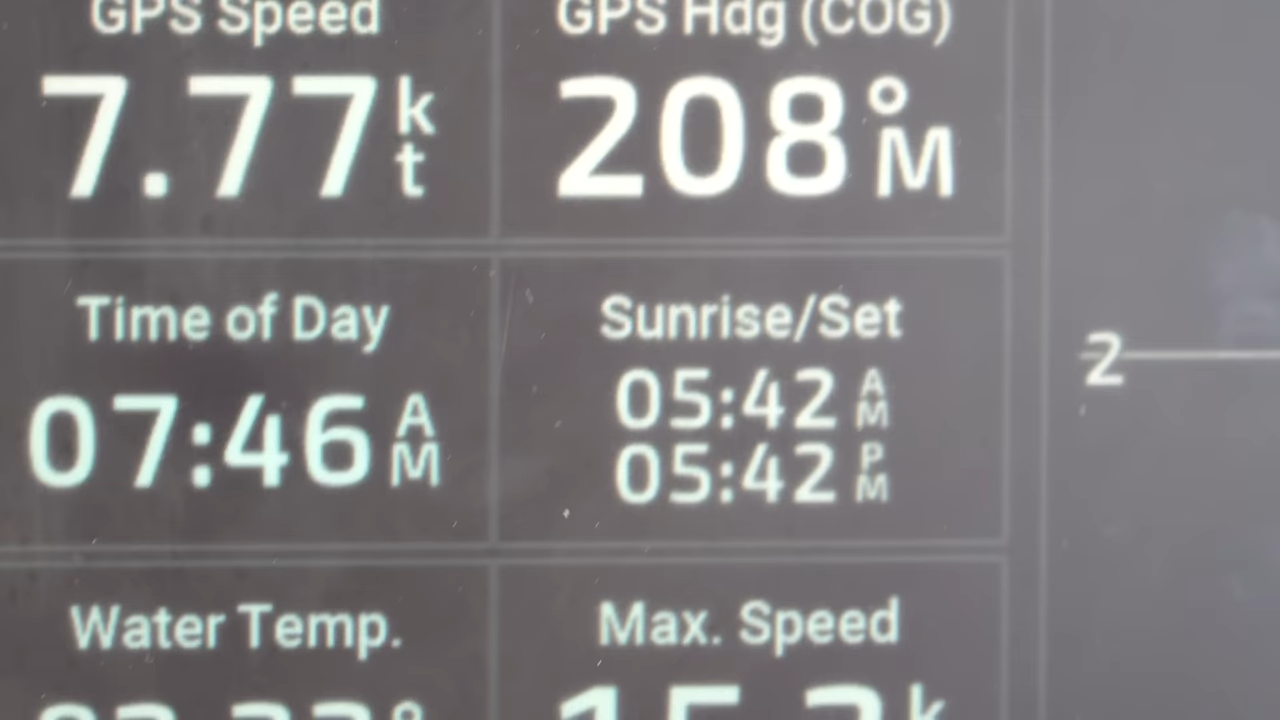 GPS Speed
GPS Hdg (COG)
7.77 kt
208°M
Time of Day
Sunrise/Set
07:46 AM
05:42 AM
05:42 PM
2
Water Temp.
Max. Speed